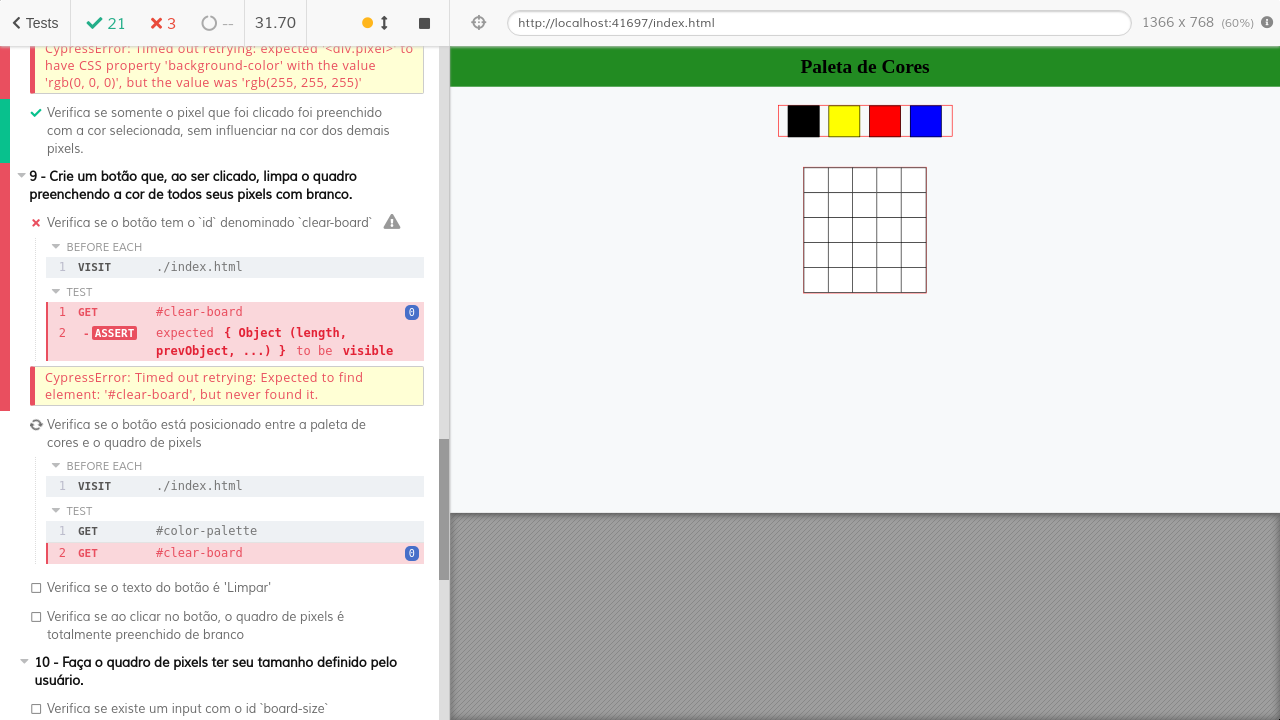 Tests
21
3
--
31.70
http://localhost:41697/index.html
1366 x 768 (60%)
CypressError: Timed out retrying: expected '<div.pixel>' to
have CSS property 'background-color' with the value
'rgb(0, 0, 0)', but the value was 'rgb(255, 255, 255)'
Verifica se somente o pixel que foi clicado foi preenchido
com a cor selecionada, sem influenciar na cor dos demais
pixels.
9 - Crie um botão que, ao ser clicado, limpa o quadro
preenchendo a cor de todos seus pixels com branco.
Verifica se o botão tem o `id` denominado `clear-board`
BEFORE EACH
1 VISIT ./index.html
TEST
1 GET #clear-board 0
2 -ASSERT expected { Object (length,
prevObject, ...) } to be visible
CypressError: Timed out retrying: Expected to find
element: '#clear-board', but never found it.
Verifica se o botão está posicionado entre a paleta de
cores e o quadro de pixels
BEFORE EACH
1 VISIT ./index.html
TEST
1 GET #color-palette
2 GET #clear-board 0
Verifica se o texto do botão é 'Limpar'
Verifica se ao clicar no botão, o quadro de pixels é
totalmente preenchido de branco
10 - Faça o quadro de pixels ter seu tamanho definido pelo
usuário.
Verifica se existe um input com o id `board-size`
Paleta de Cores